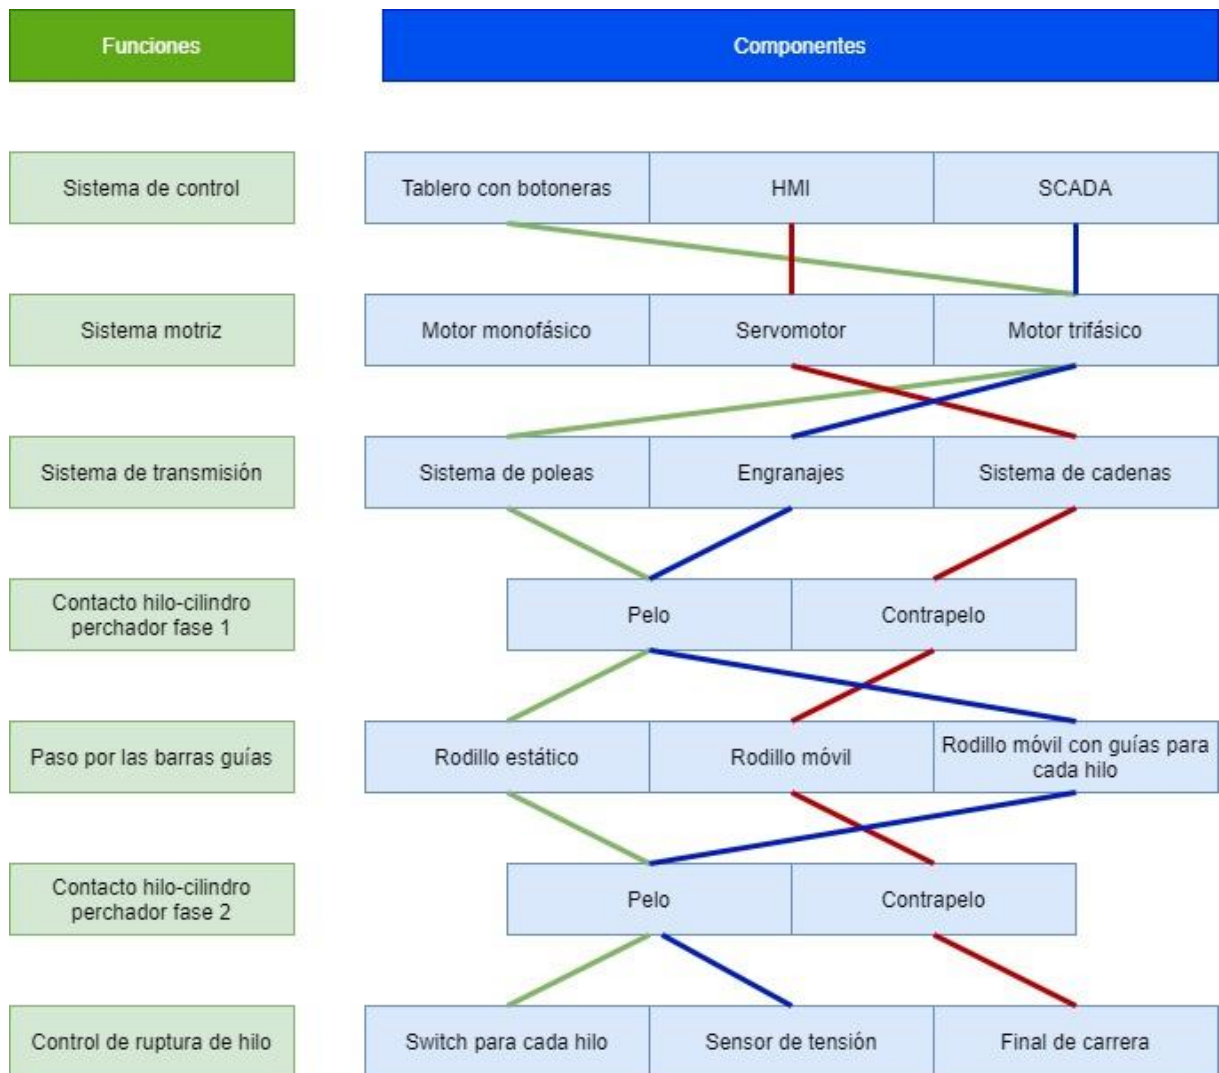 Funciones
Componentes
Sistema de control
Tablero con botoneras
HMI
SCADA
Sistema motriz
Motor monofásico
Servomotor
Motor trifásico
Sistema de transmisión
Sistema de poleas
Engranajes
Sistema de cadenas
Contacto hilo-cilindro
perchador fase 1
Pelo
Contrapelo
Paso por las barras guías
Rodillo estático
Rodillo móvil
Rodillo móvil con guías para
cada hilo
Contacto hilo-cilindro
perchador fase 2
Pelo
Contrapelo
Control de ruptura de hilo
Switch para cada hilo
Sensor de tensión
Final de carrera